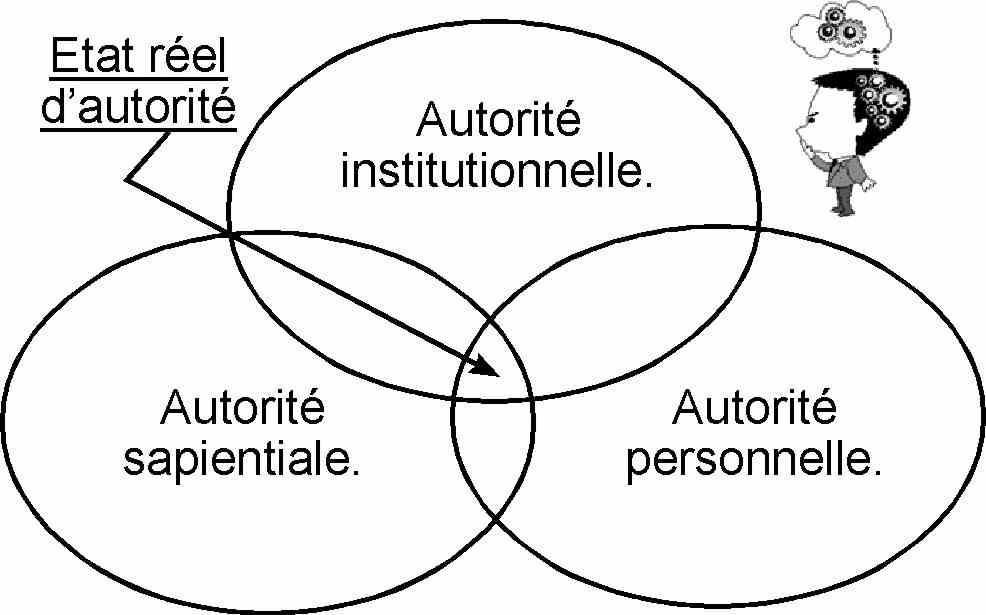 Etat réel
d’autorité
Autorité
institutionnelle.
Autorité
sapientiale.
Autorité
personnelle.